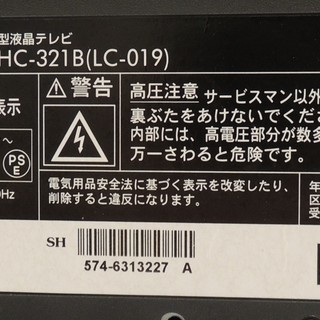 型液晶テレビ
HC-321B(LC-019)
表示
～
PS
E
0Hz
⚠警告
高圧注意 サービスマン以外
裏ぶたをあけないでくださ
内部には、高電圧部分が数多
万一さわると危険です。
電気用品安全法に基づく表示を改変したり、
削除すると違反になります。
年
区
受
SH
574-6313227 A